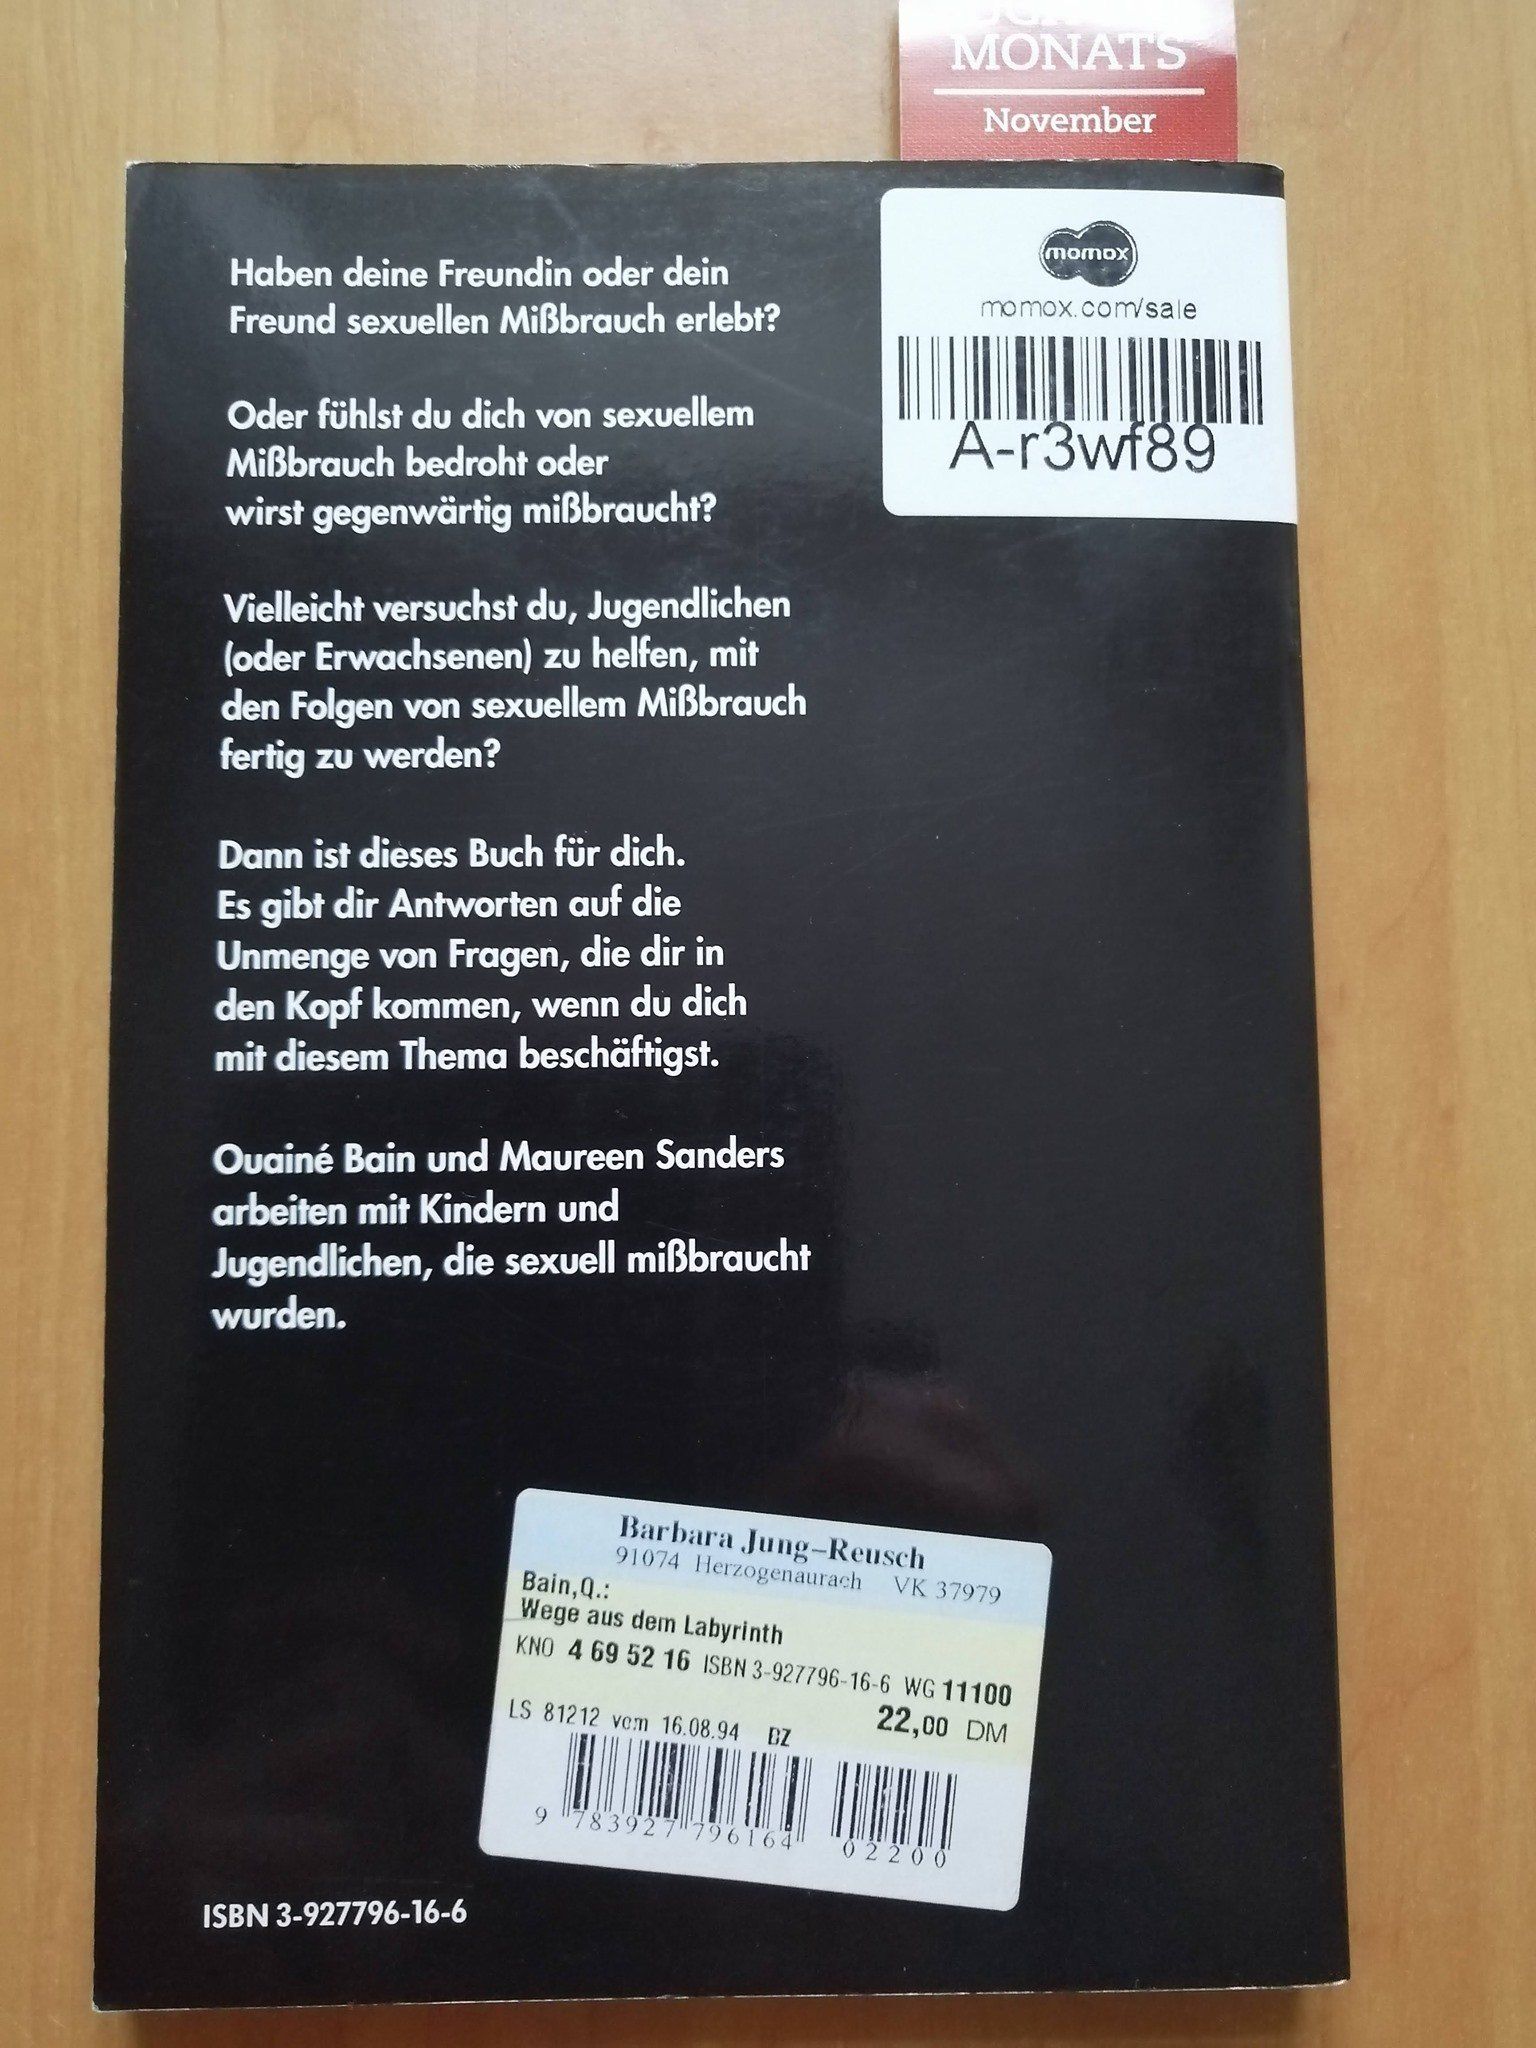 MONATS
November
momox
momox.com/sale
A-r3wf89
Haben deine Freundin oder dein
Freund sexuellen Mißbrauch erlebt?
Oder fühlst du dich von sexuellem
Mißbrauch bedroht oder
wirst gegenwärtig mißbraucht?
Vielleicht versuchst du, Jugendlichen
(oder Erwachsenen) zu helfen, mit
den Folgen von sexuellem Mißbrauch
fertig zu werden?
Dann ist dieses Buch für dich.
Es gibt dir Antworten auf die
Unmenge von Fragen, die dir in
den Kopf kommen, wenn du dich
mit diesem Thema beschäftigst.
Ouainé Bain und Maureen Sanders
arbeiten mit Kindern und
Jugendlichen, die sexuell mißbraucht
wurden.
Barbara Jung-Reusch
91074 Herzogenaurach VK 37979
Bain,Q.:
Wege aus dem Labyrinth
KNO 4 69 52 16 ISBN 3-927796-16-6 WG 11100
22,00 DM
LS 81212 vom 16.08.94 BZ
9 783927 796164 02200
ISBN 3-927796-16-6